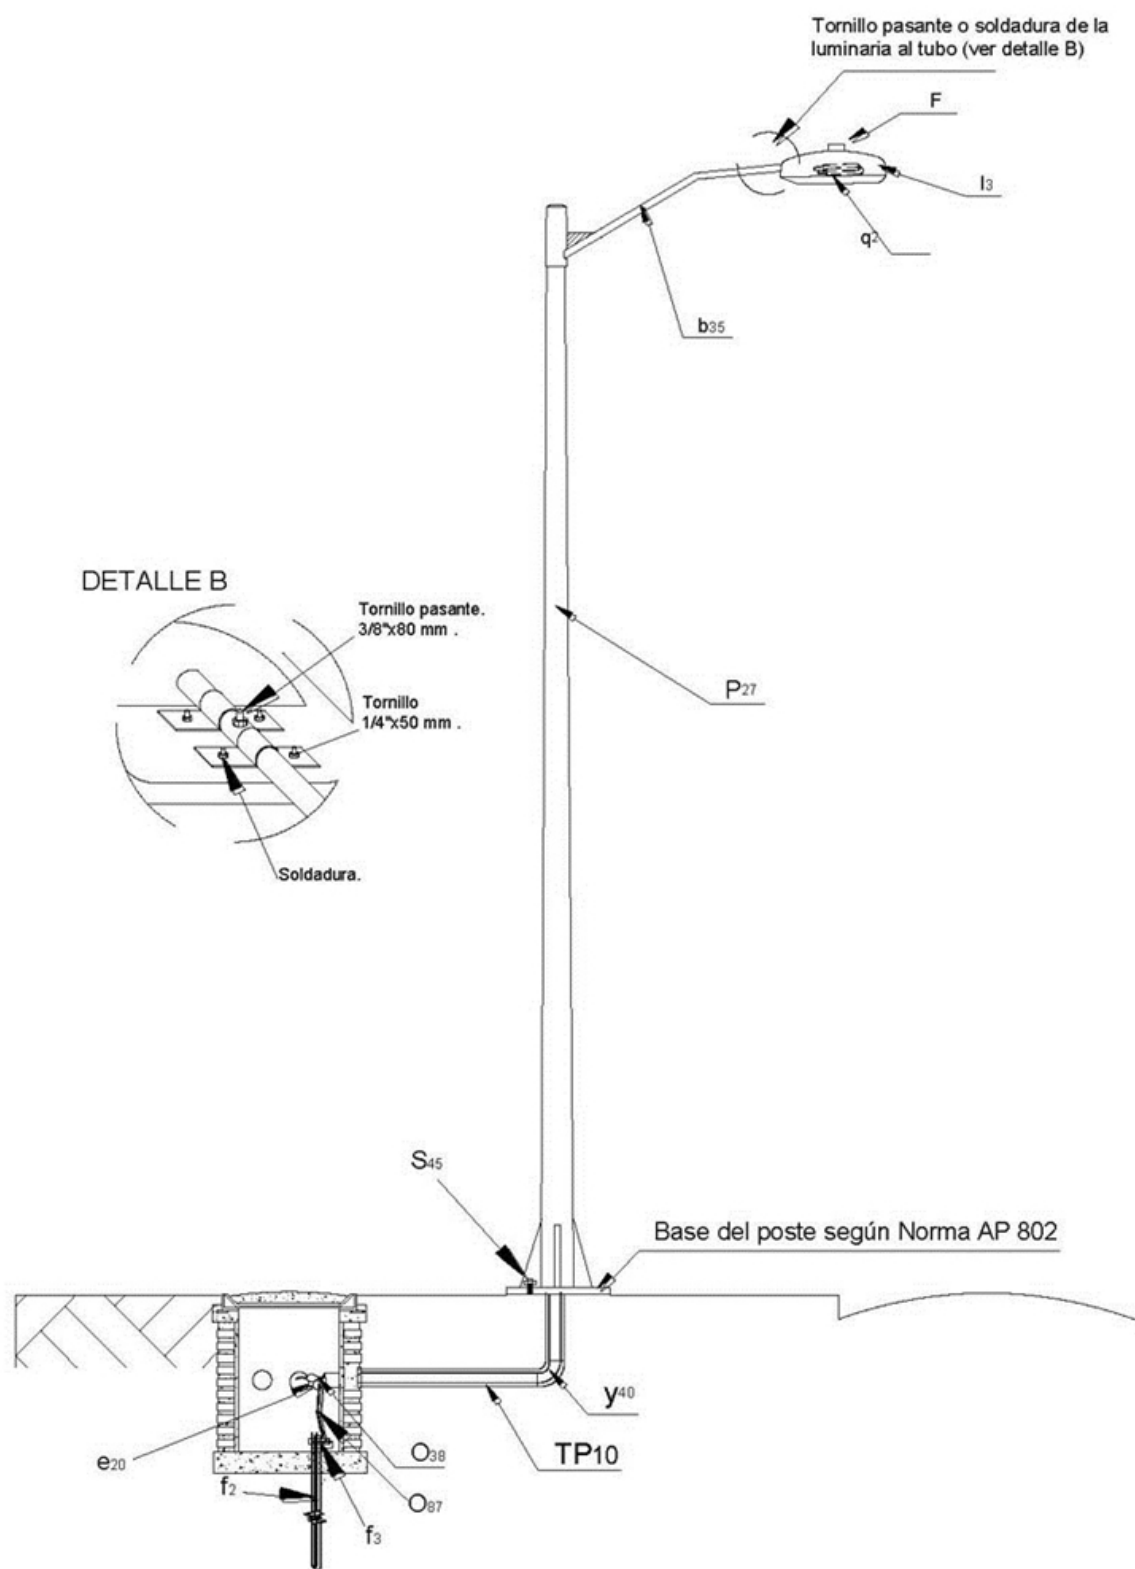 Tornillo pasante o soldadura de la
luminaria al tubo (ver detalle B)
F
l3
q2
b35
DETALLE B
Tornillo pasante.
3/8"x80 mm .
Tornillo
1/4"x50 mm .
Soldadura.
P27
S45
Base del poste según Norma AP 802
y40
TP10
e20
O38
f2
O87
f3